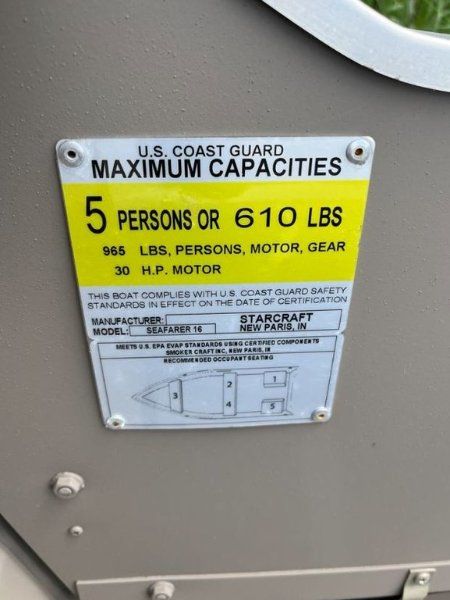 U.S. COAST GUARD
MAXIMUM CAPACITIES
5 PERSONS OR 610 LBS
965 LBS, PERSONS, MOTOR, GEAR
30 H.P. MOTOR
THIS BOAT COMPLIES WITH U.S. COAST GUARD SAFETY
STANDARDS IN EFFECT ON THE DATE OF CERTIFICATION
MANUFACTURER: STARCRAFT
MODEL: SEAFARER 16 NEW PARIS, IN
MEETS U.S. EPA EVAP STANDARDS USING CERTIFIED COMPONENTS
SMOKER CRAFT INC, NEW PARIS, IN
RECOMMENDED OCCUPANT SEATING
2 1
3
4 5